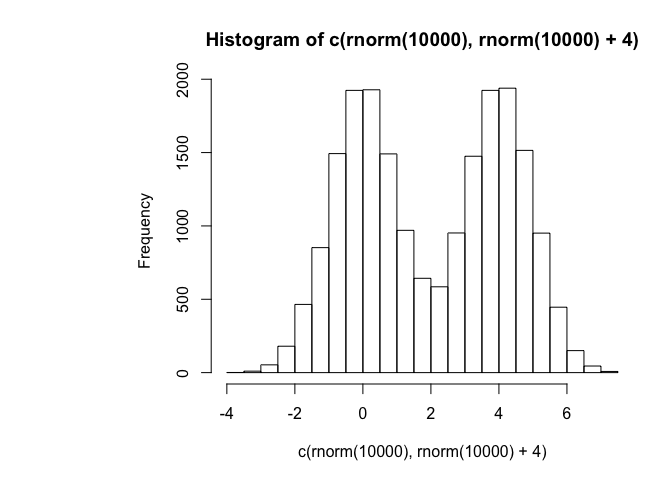 Histogram of c(rnorm(10000), rnorm(10000) + 4)
Frequency
2000
1500
1000
500
0
-4 -2 0 2 4 6
c(rnorm(10000), rnorm(10000) + 4)